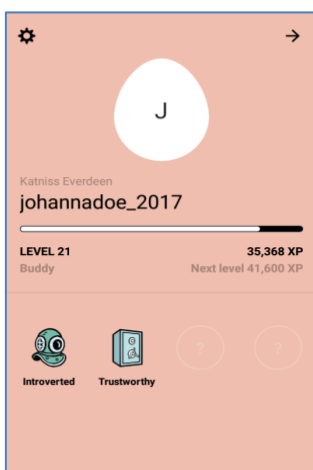 J
Katniss Everdeen
johannadoe_2017
LEVEL 21 35,368 XP
Buddy Next level 41,600 XP
? ?
Introverted Trustworthy